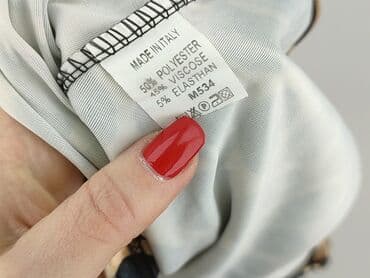 MADE IN ITALY
50% POLYESTER
45% VISCOSE
5% ELASTHAN
M534